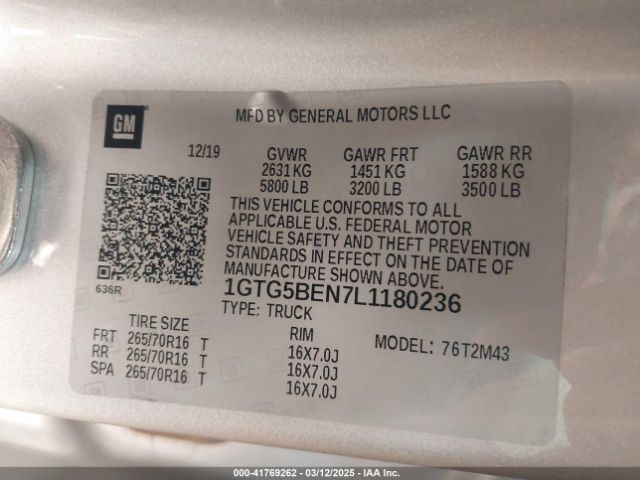 GM
MFD BY GENERAL MOTORS LLC
12/19 GVWR GAWR FRT GAWR RR
2631 KG 1451 KG 1588 KG
5800 LB 3200 LB 3500 LB
THIS VEHICLE CONFORMS TO ALL
APPLICABLE U.S. FEDERAL MOTOR
VEHICLE SAFETY AND THEFT PREVENTION
STANDARDS IN EFFECT ON THE DATE OF
MANUFACTURE SHOWN ABOVE.
636R
1GTG5BEN7L1180236
TYPE: TRUCK
TIRE SIZE RIM MODEL: 76T2M43
FRT 265/70R16 T 16X7.0J
RR 265/70R16 T 16X7.0J
SPA 265/70R16 T 16X7.0J
000-41769262 - 03/12/2025 - IAA Inc.